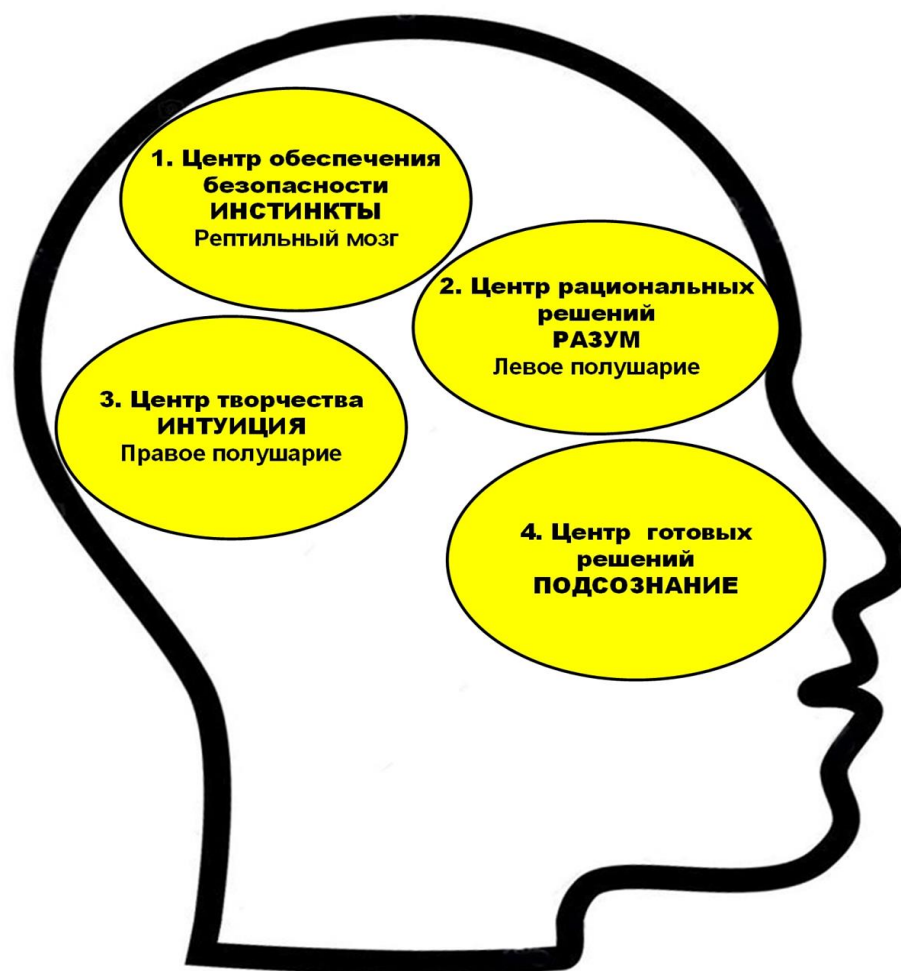 1. Центр обеспечения
безопасности
ИНСТИНКТЫ
Рептильный мозг
2. Центр рациональных
решений
РАЗУМ
Левое полушарие
3. Центр творчества
ИНТУИЦИЯ
Правое полушарие
4. Центр готовых
решений
ПОДСОЗНАНИЕ